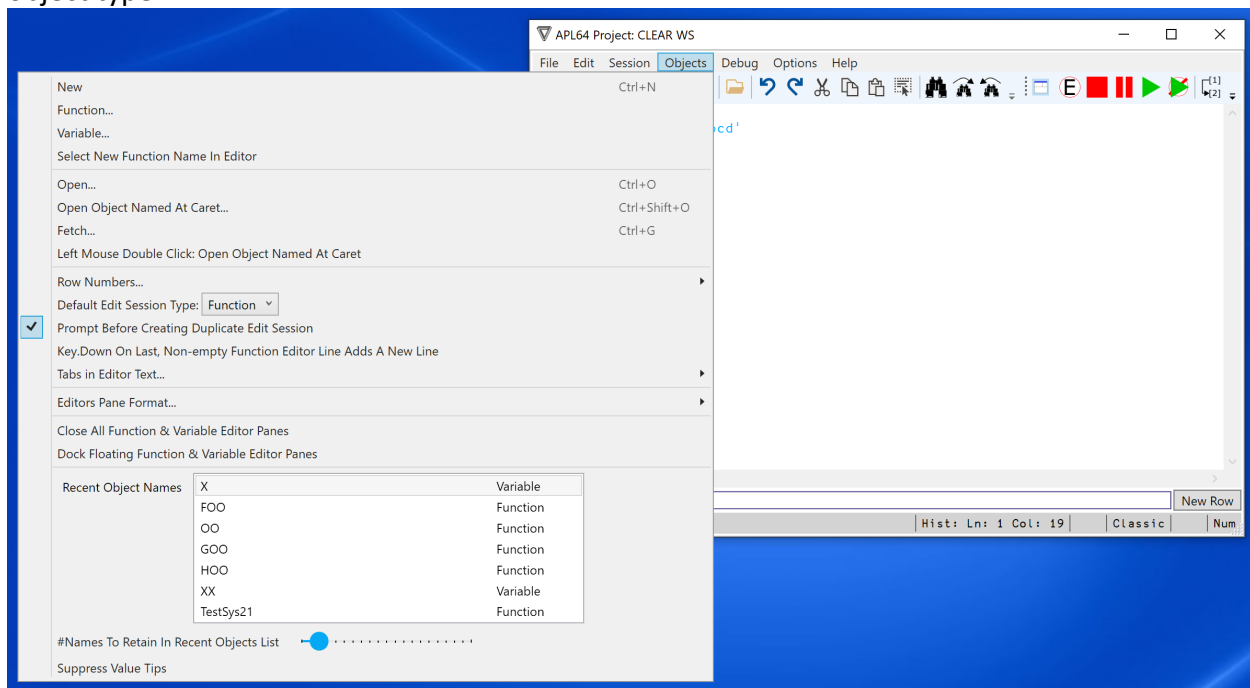 APL64 Project: CLEAR WS
File Edit Session Objects Debug Options Help
New Ctrl+N
Function...
Variable...
Select New Function Name In Editor
Open... Ctrl+O
Open Object Named At Caret... Ctrl+Shift+O
Fetch... Ctrl+G
Left Mouse Double Click: Open Object Named At Caret
Row Numbers...
Default Edit Session Type: Function
Prompt Before Creating Duplicate Edit Session
Key.Down On Last, Non-empty Function Editor Line Adds A New Line
Tabs in Editor Text...
Editors Pane Format...
Close All Function & Variable Editor Panes
Dock Floating Function & Variable Editor Panes
Recent Object Names X Variable
FOO Function
OO Function
GOO Function
HOO Function
XX Variable
TestSys21 Function
#Names To Retain In Recent Objects List
Suppress Value Tips
E
[1]
[2]
cd'
New Row
Hist: Ln: 1 Col: 19 Classic Num